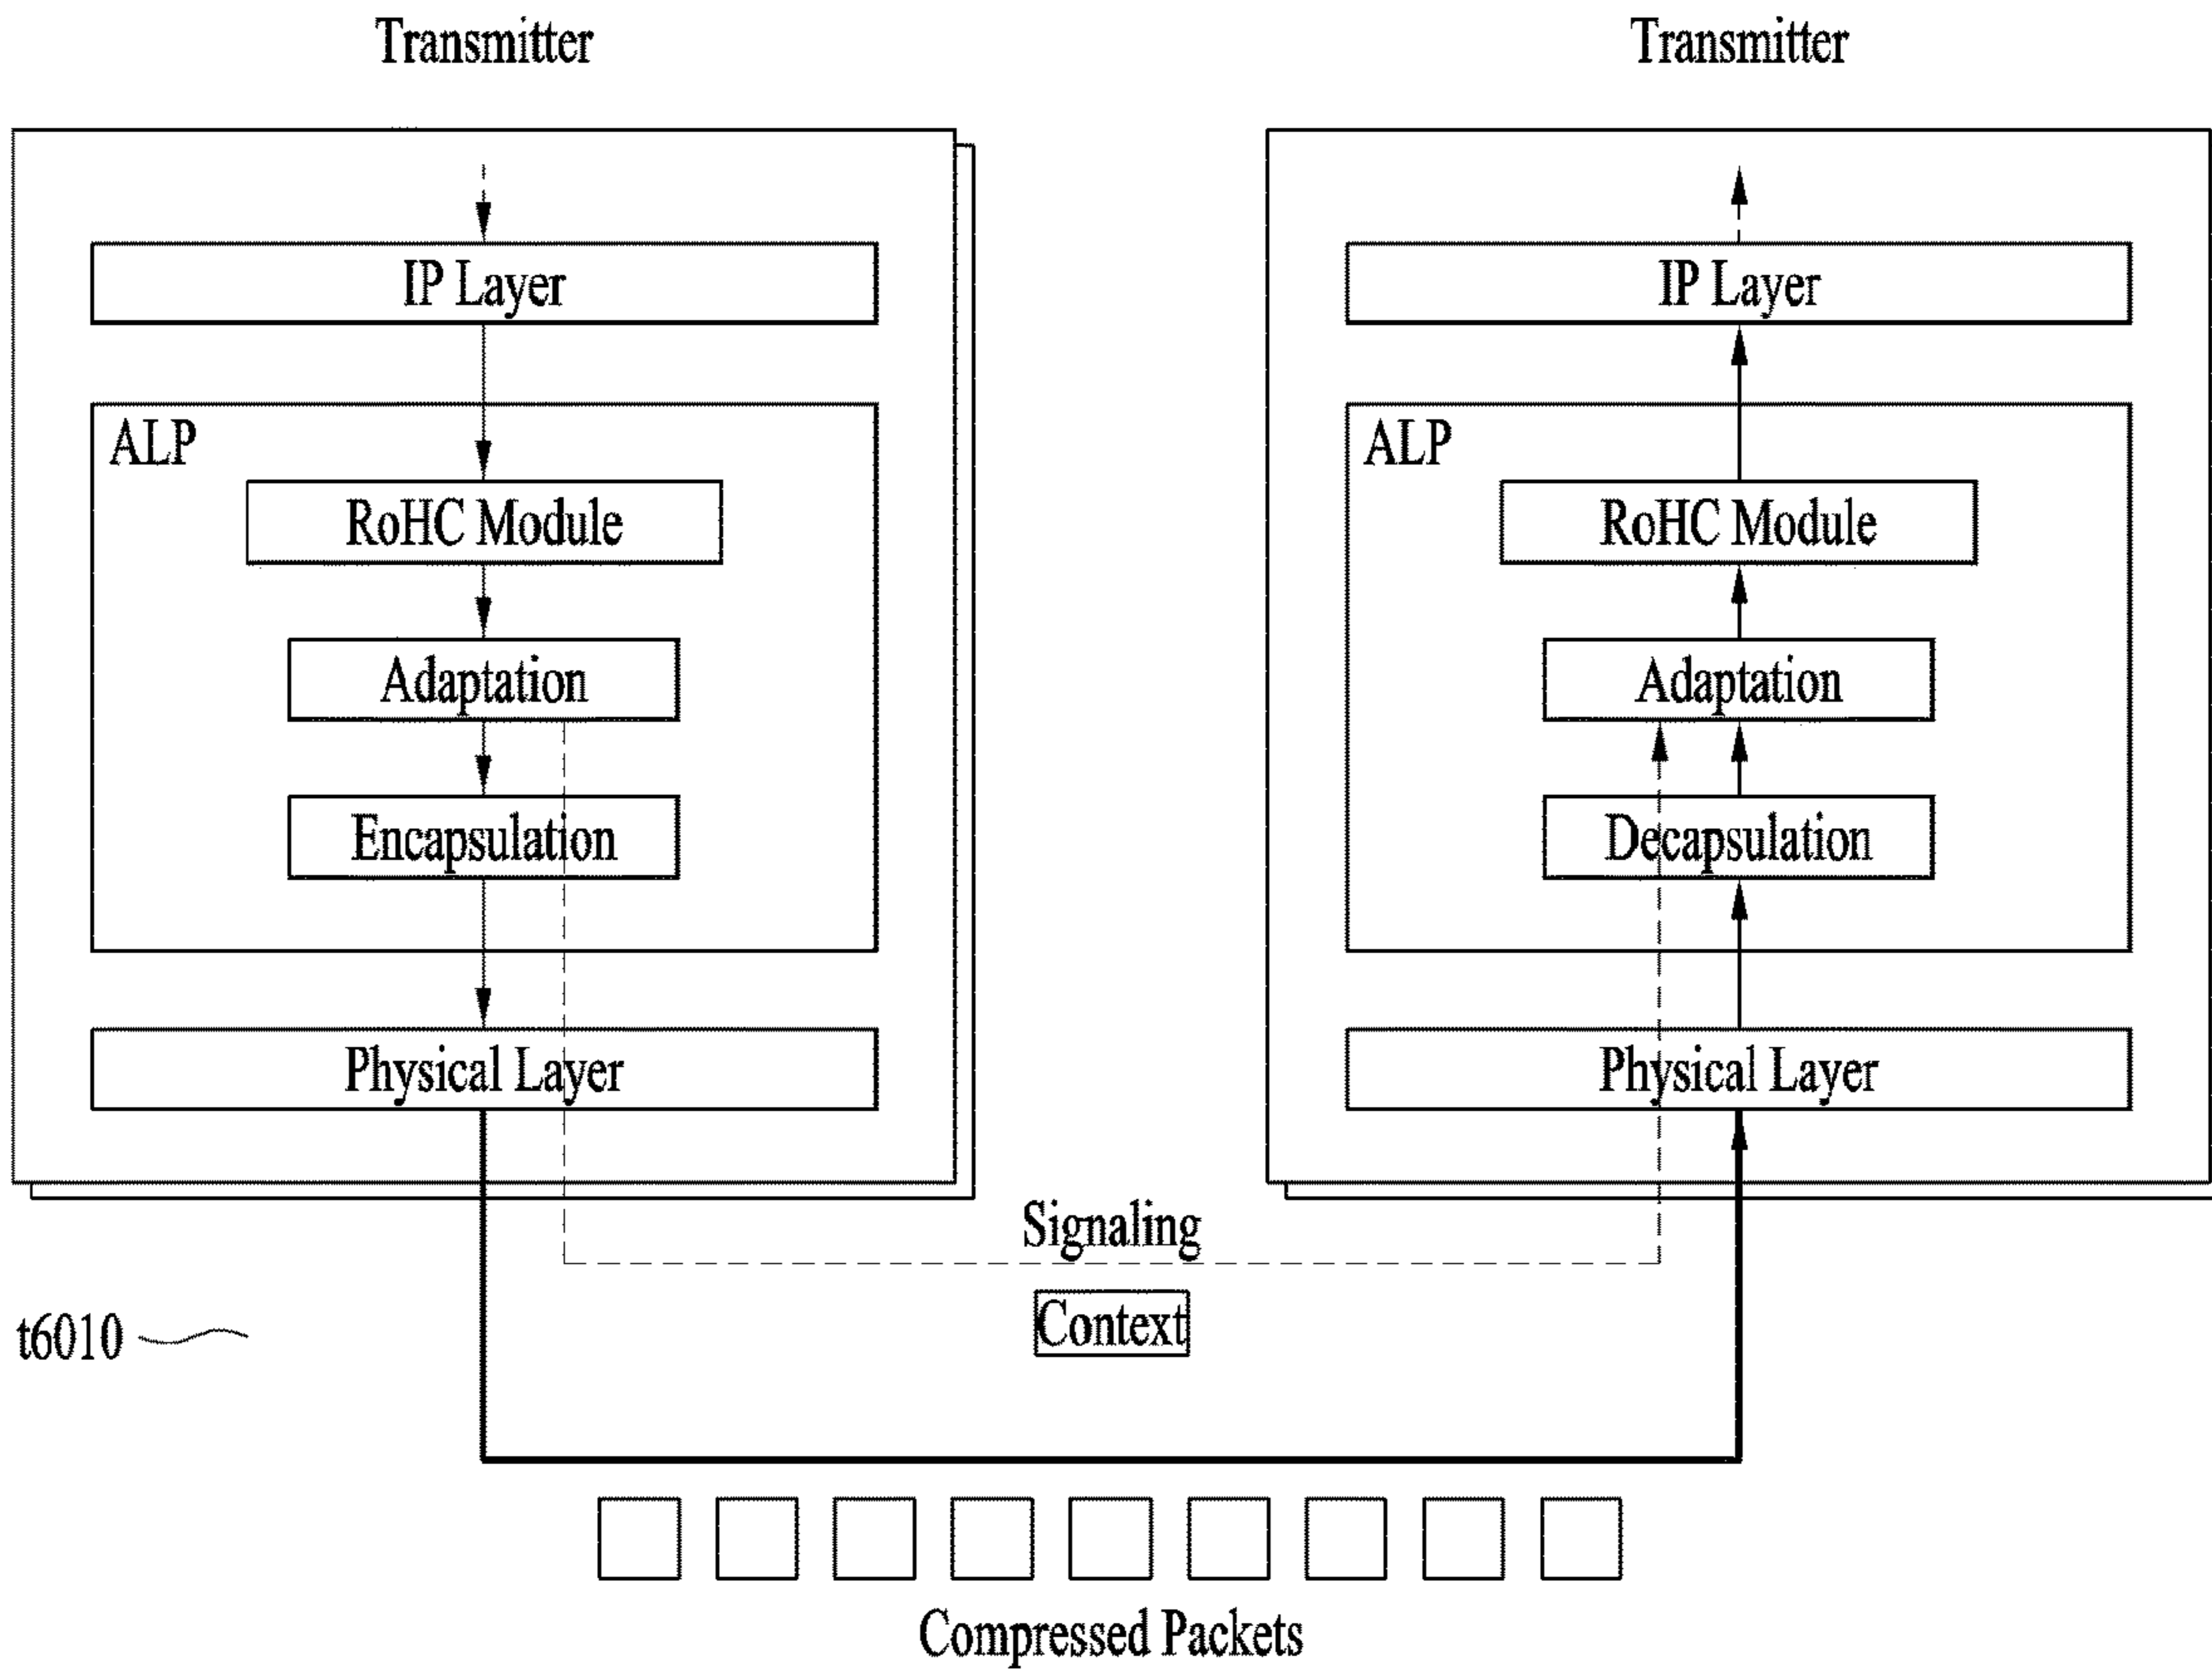 Transmitter
IP Layer
ALP
RoHC Module
Adaptation
Encapsulation
Physical Layer
Transmitter
IP Layer
ALP
RoHC Module
Adaptation
Decapsulation
Physical Layer
Signaling
Context
t6010
Compressed Packets